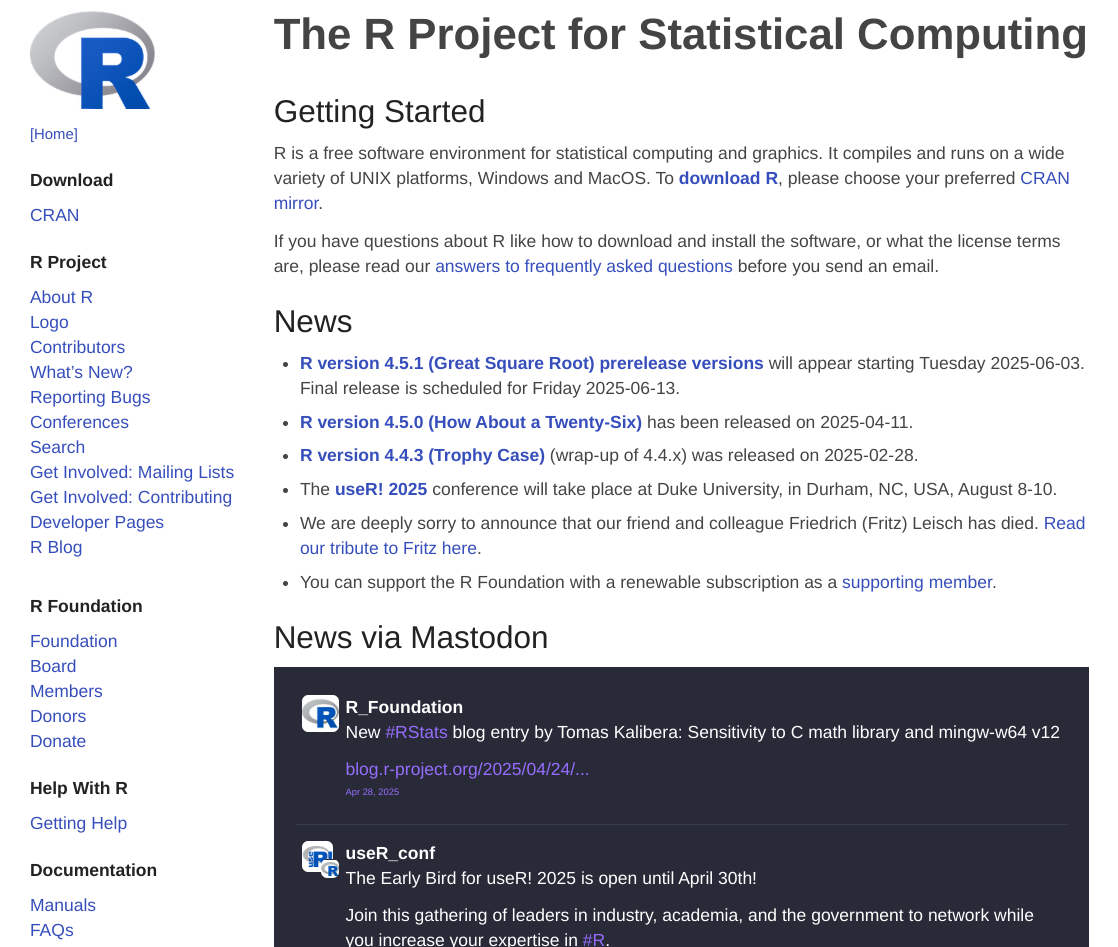 R
[Home]
Download
CRAN
R Project
About R
Logo
Contributors
What’s New?
Reporting Bugs
Conferences
Search
Get Involved: Mailing Lists
Get Involved: Contributing
Developer Pages
R Blog
R Foundation
Foundation
Board
Members
Donors
Donate
Help With R
Getting Help
Documentation
Manuals
FAQs
The R Project for Statistical Computing
Getting Started
R is a free software environment for statistical computing and graphics. It compiles and runs on a wide
variety of UNIX platforms, Windows and MacOS. To download R, please choose your preferred CRAN
mirror.
If you have questions about R like how to download and install the software, or what the license terms
are, please read our answers to frequently asked questions before you send an email.
News
• R version 4.5.1 (Great Square Root) prerelease versions will appear starting Tuesday 2025-06-03.
Final release is scheduled for Friday 2025-06-13.
• R version 4.5.0 (How About a Twenty-Six) has been released on 2025-04-11.
• R version 4.4.3 (Trophy Case) (wrap-up of 4.4.x) was released on 2025-02-28.
• The useR! 2025 conference will take place at Duke University, in Durham, NC, USA, August 8-10.
• We are deeply sorry to announce that our friend and colleague Friedrich (Fritz) Leisch has died. Read
our tribute to Fritz here.
• You can support the R Foundation with a renewable subscription as a supporting member.
News via Mastodon
R
R_Foundation
New #RStats blog entry by Tomas Kalibera: Sensitivity to C math library and mingw-w64 v12
blog.r-project.org/2025/04/24/...
Apr 28, 2025
R
useR_conf
The Early Bird for useR! 2025 is open until April 30th!
Join this gathering of leaders in industry, academia, and the government to network while
you increase your expertise in #R.